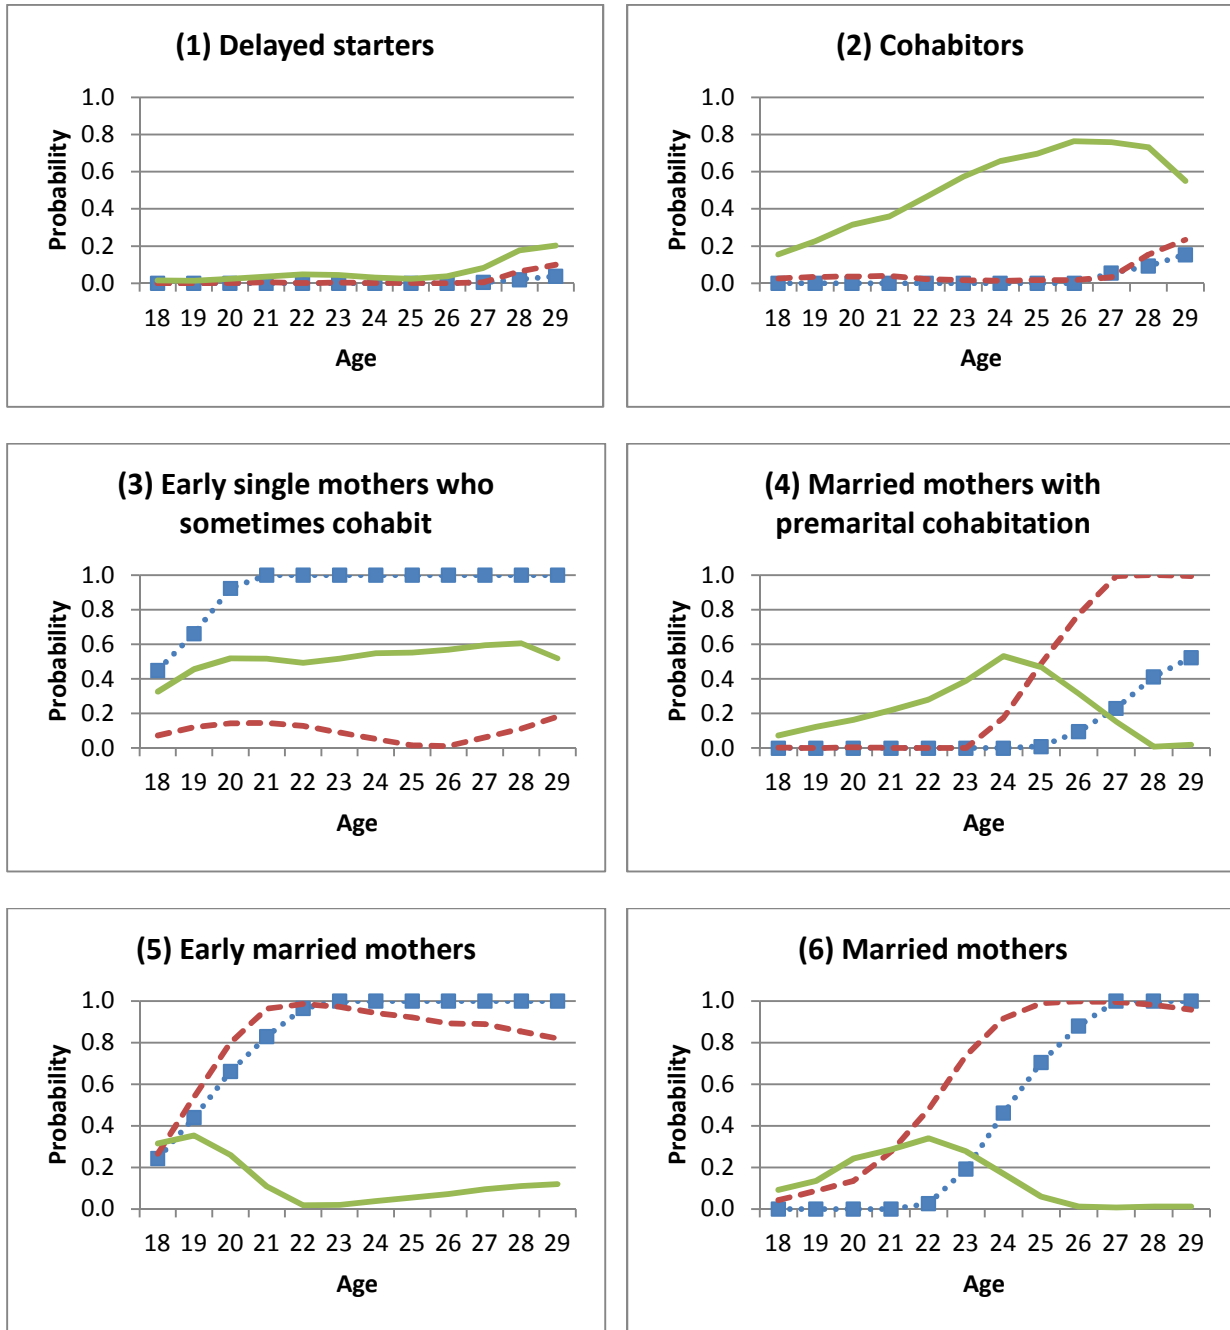 (1) Delayed starters
Probability
1.0
0.8
0.6
0.4
0.2
0.0
18 19 20 21 22 23 24 25 26 27 28 29
Age
(2) Cohabitors
Probability
1.0
0.8
0.6
0.4
0.2
0.0
18 19 20 21 22 23 24 25 26 27 28 29
Age
(3) Early single mothers who
sometimes cohabit
Probability
1.0
0.8
0.6
0.4
0.2
0.0
18 19 20 21 22 23 24 25 26 27 28 29
Age
(4) Married mothers with
premarital cohabitation
Probability
1.0
0.8
0.6
0.4
0.2
0.0
18 19 20 21 22 23 24 25 26 27 28 29
Age
(5) Early married mothers
Probability
1.0
0.8
0.6
0.4
0.2
0.0
18 19 20 21 22 23 24 25 26 27 28 29
Age
(6) Married mothers
Probability
1.0
0.8
0.6
0.4
0.2
0.0
18 19 20 21 22 23 24 25 26 27 28 29
Age